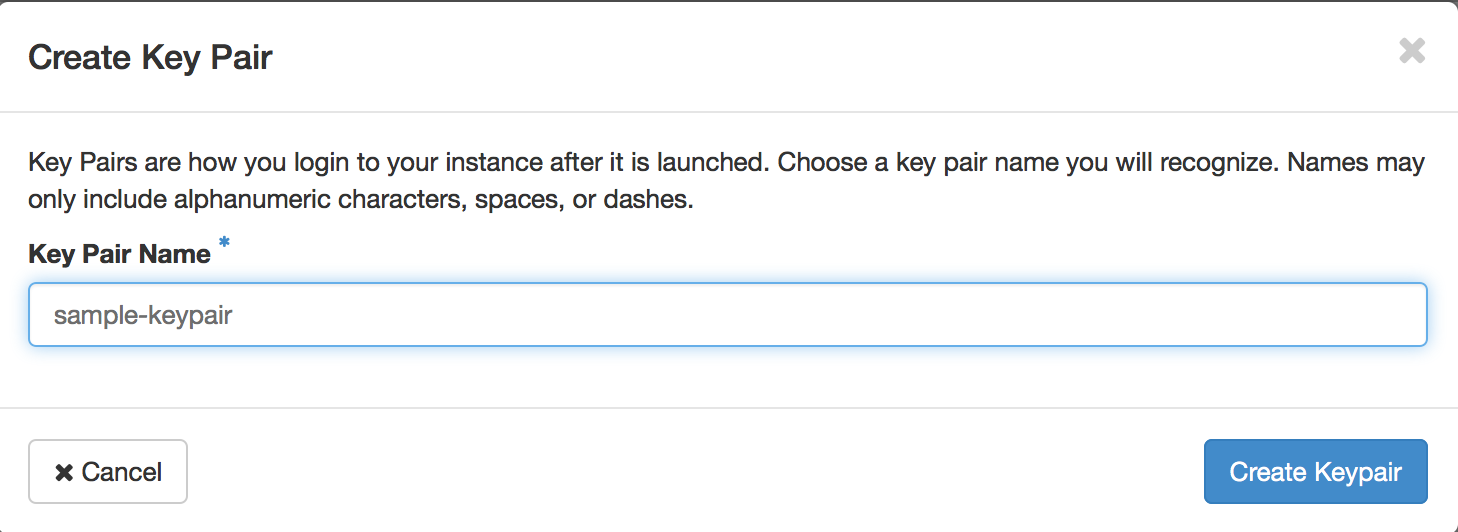 Create Key Pair
Key Pairs are how you login to your instance after it is launched. Choose a key pair name you will recognize. Names may
only include alphanumeric characters, spaces, or dashes.
Key Pair Name *
sample-keypair
Cancel
Create Keypair